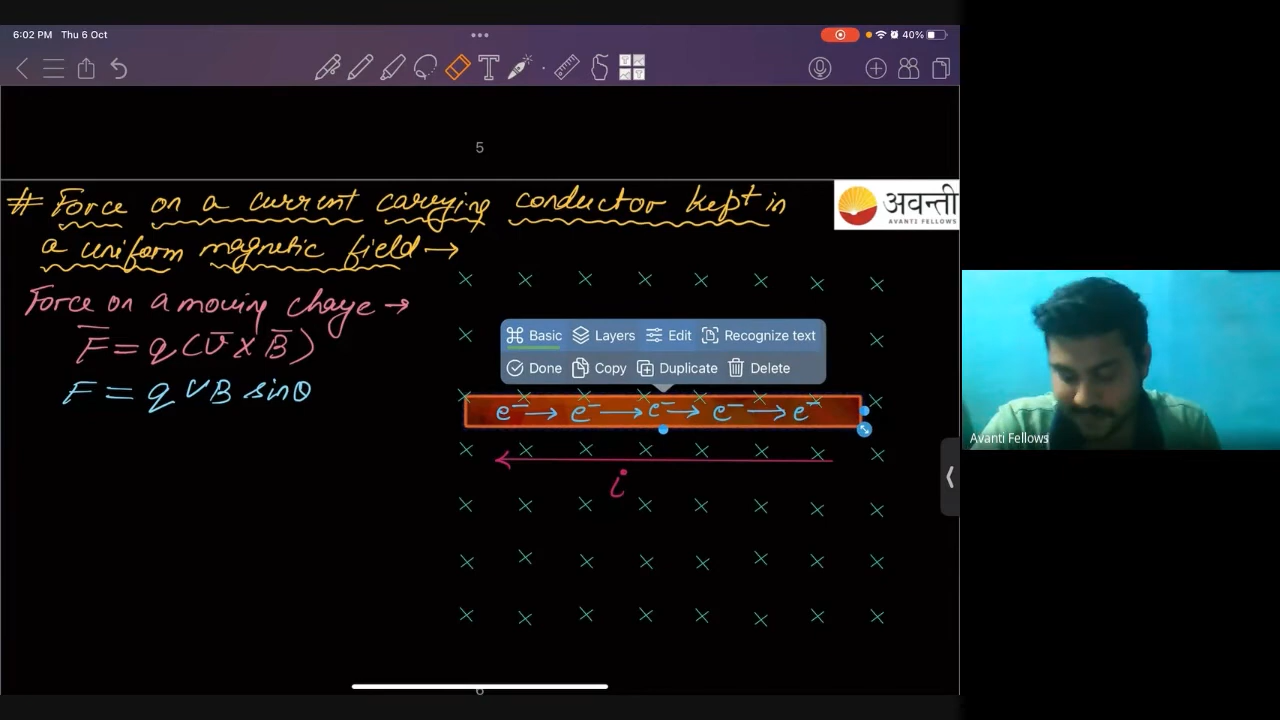 6:02 PM Thu 6 Oct
40%
5
# Force on a current carrying conductor kept in
a uniform magnetic field →
अवन्ती
AVANTI FELLOWS
Force on a moving charge →
F̅ = q (v̅ × B̅)
F = q v B sinθ
Basic Layers Edit Recognize text
Done Copy Duplicate Delete
e⁻ → e⁻ → e⁻ → e⁻ → e⁻
i
Avanti Fellows
6